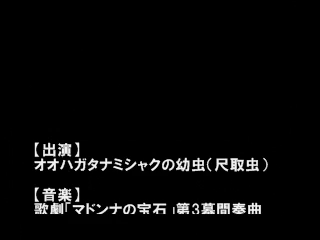 【出演】
オオハガタナミシャクの幼虫（尺取虫）
【音楽】
歌劇「マドンナの宝石」第3幕間奏曲